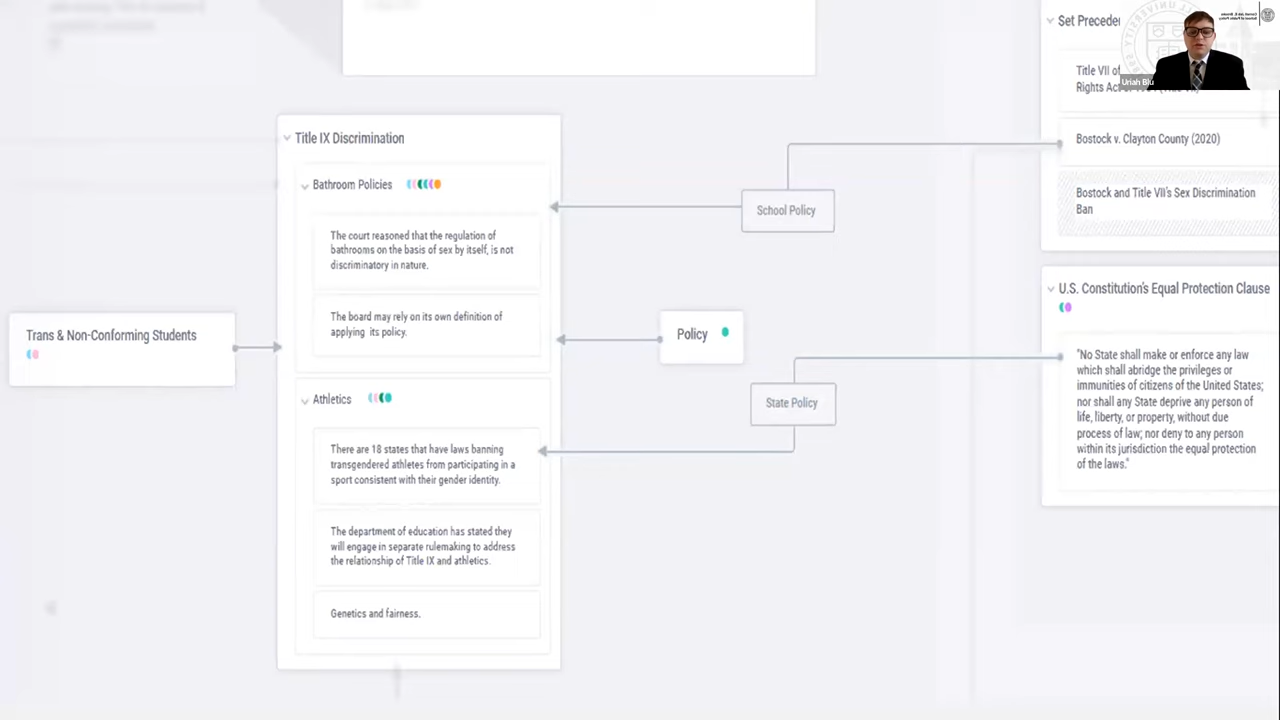 Set Preceder
Title VII of
Rights Act of
Uriah Blu
Title IX Discrimination
Bathroom Policies
The court reasoned that the regulation of
bathrooms on the basis of sex by itself, is not
discriminatory in nature.
The board may rely on its own definition of
applying its policy.
Athletics
There are 18 states that have laws banning
transgendered athletes from participating in a
sport consistent with their gender identity.
The department of education has stated they
will engage in separate rulemaking to address
the relationship of Title IX and athletics.
Genetics and fairness.
Trans & Non-Conforming Students
School Policy
Policy
State Policy
Bostock v. Clayton County (2020)
Bostock and Title VII's Sex Discrimination
Ban
U.S. Constitution's Equal Protection Clause
"No State shall make or enforce any law
which shall abridge the privileges or
immunities of citizens of the United States;
nor shall any State deprive any person of
life, liberty, or property, without due
process of law; nor deny to any person
within its jurisdiction the equal protection
of the laws."